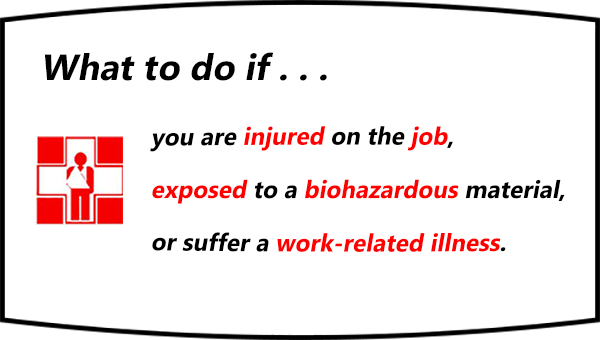 What to do if . . .
you are injured on the job,
exposed to a biohazardous material,
or suffer a work-related illness.